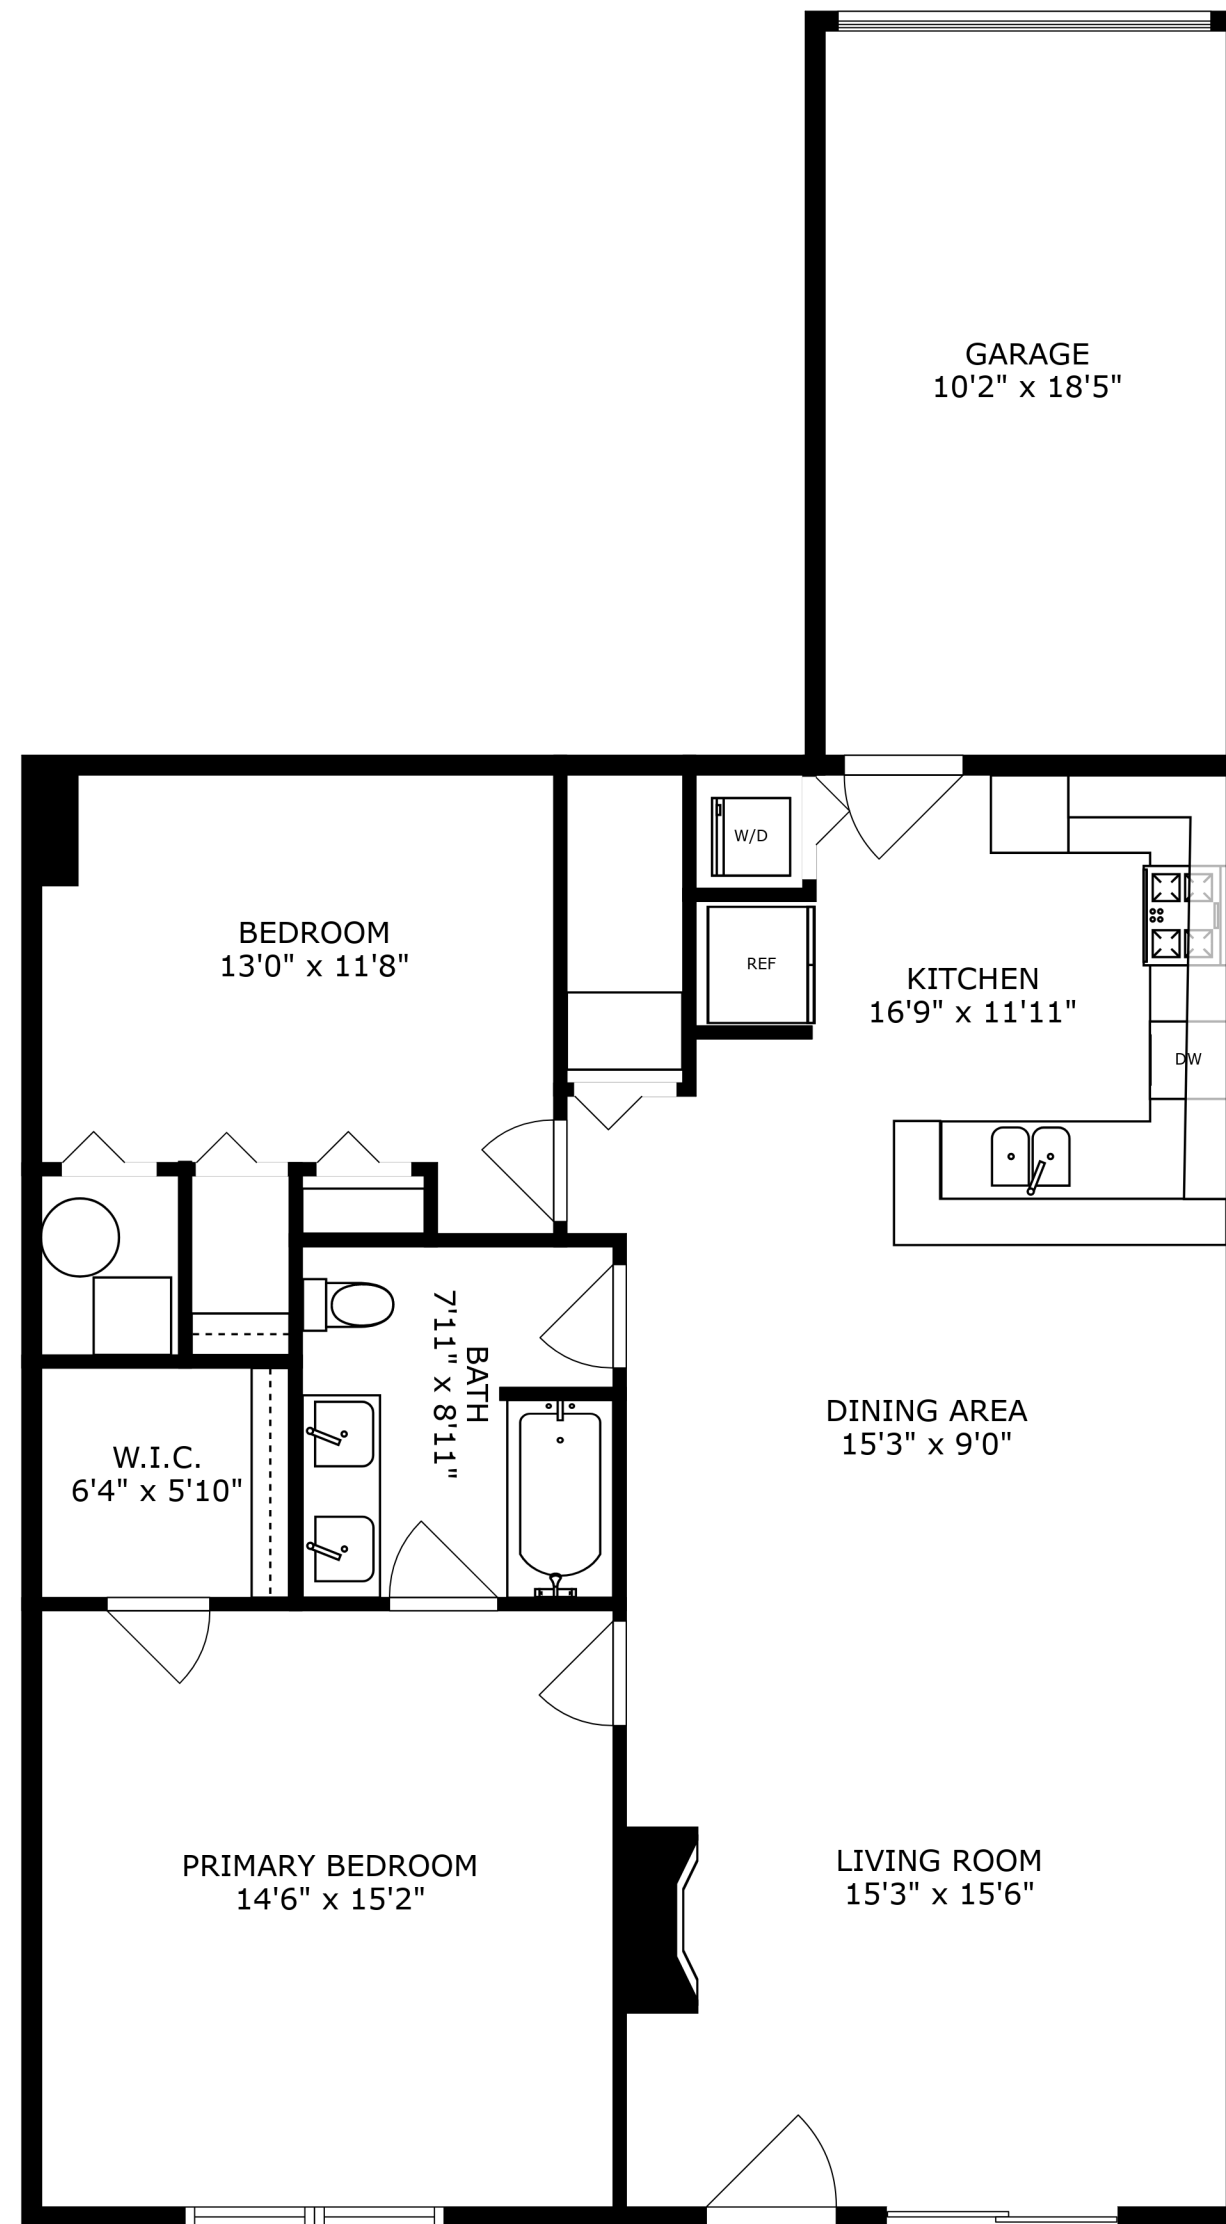 GARAGE
10'2" x 18'5"
W/D
BEDROOM
13'0" x 11'8"
REF
KITCHEN
16'9" x 11'11"
DW
BATH
7'11" x 8'11"
DINING AREA
15'3" x 9'0"
W.I.C.
6'4" x 5'10"
PRIMARY BEDROOM
14'6" x 15'2"
LIVING ROOM
15'3" x 15'6"